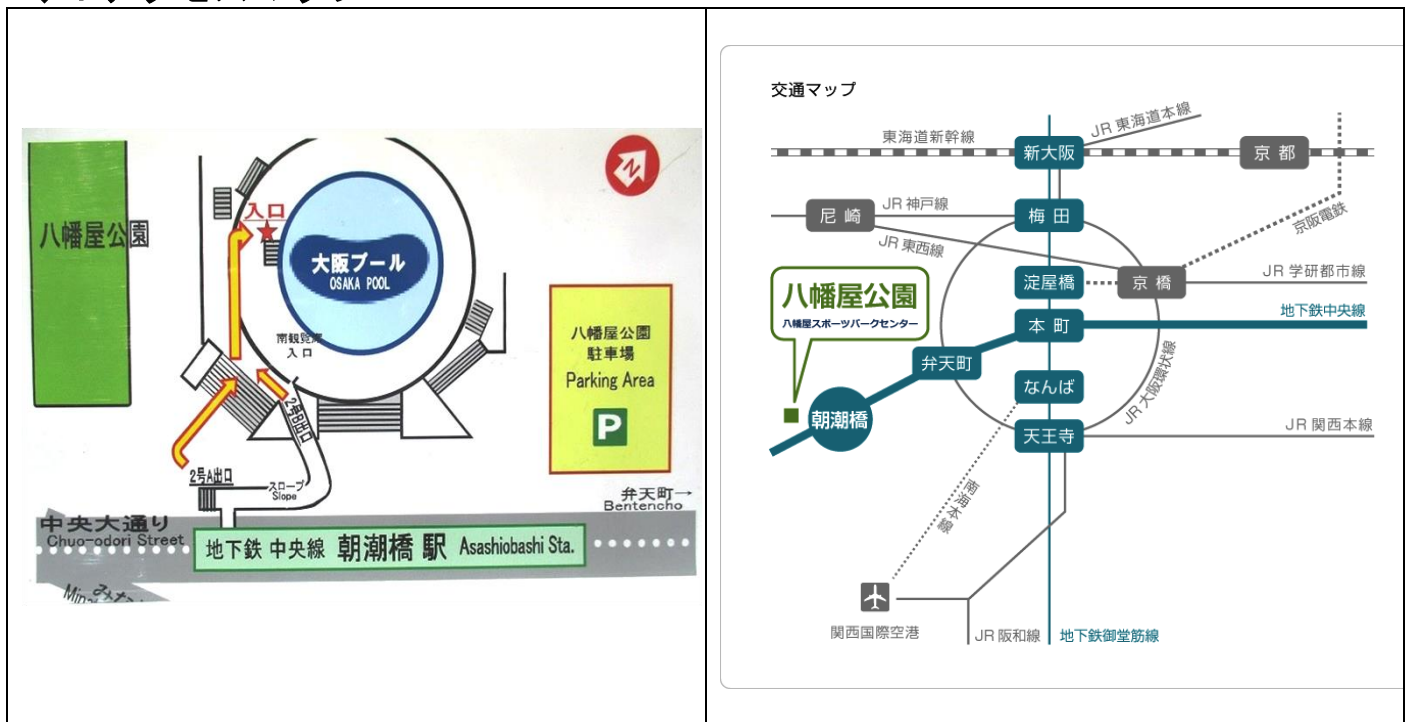 八幡屋公園
入口
大阪プール
OSAKA POOL
南観覧席
入口
2号B出口
2号A出口
スロープ
Slope
八幡屋公園
駐車場
Parking Area
P
N
弁天町→
Bentencho
中央大通り
Chuo-odori Street
地下鉄 中央線 朝潮橋 駅 Asashiobashi Sta.
交通マップ
東海道新幹線
新大阪
JR 東海道本線
京都
尼崎
JR 神戸線
梅田
JR 東西線
京阪電鉄
淀屋橋
京橋
JR 学研都市線
八幡屋公園
八幡屋スポーツパークセンター
本町
地下鉄中央線
弁天町
なんば
JR 大阪環状線
朝潮橋
天王寺
JR 関西本線
南海本線
関西国際空港
JR 阪和線
地下鉄御堂筋線